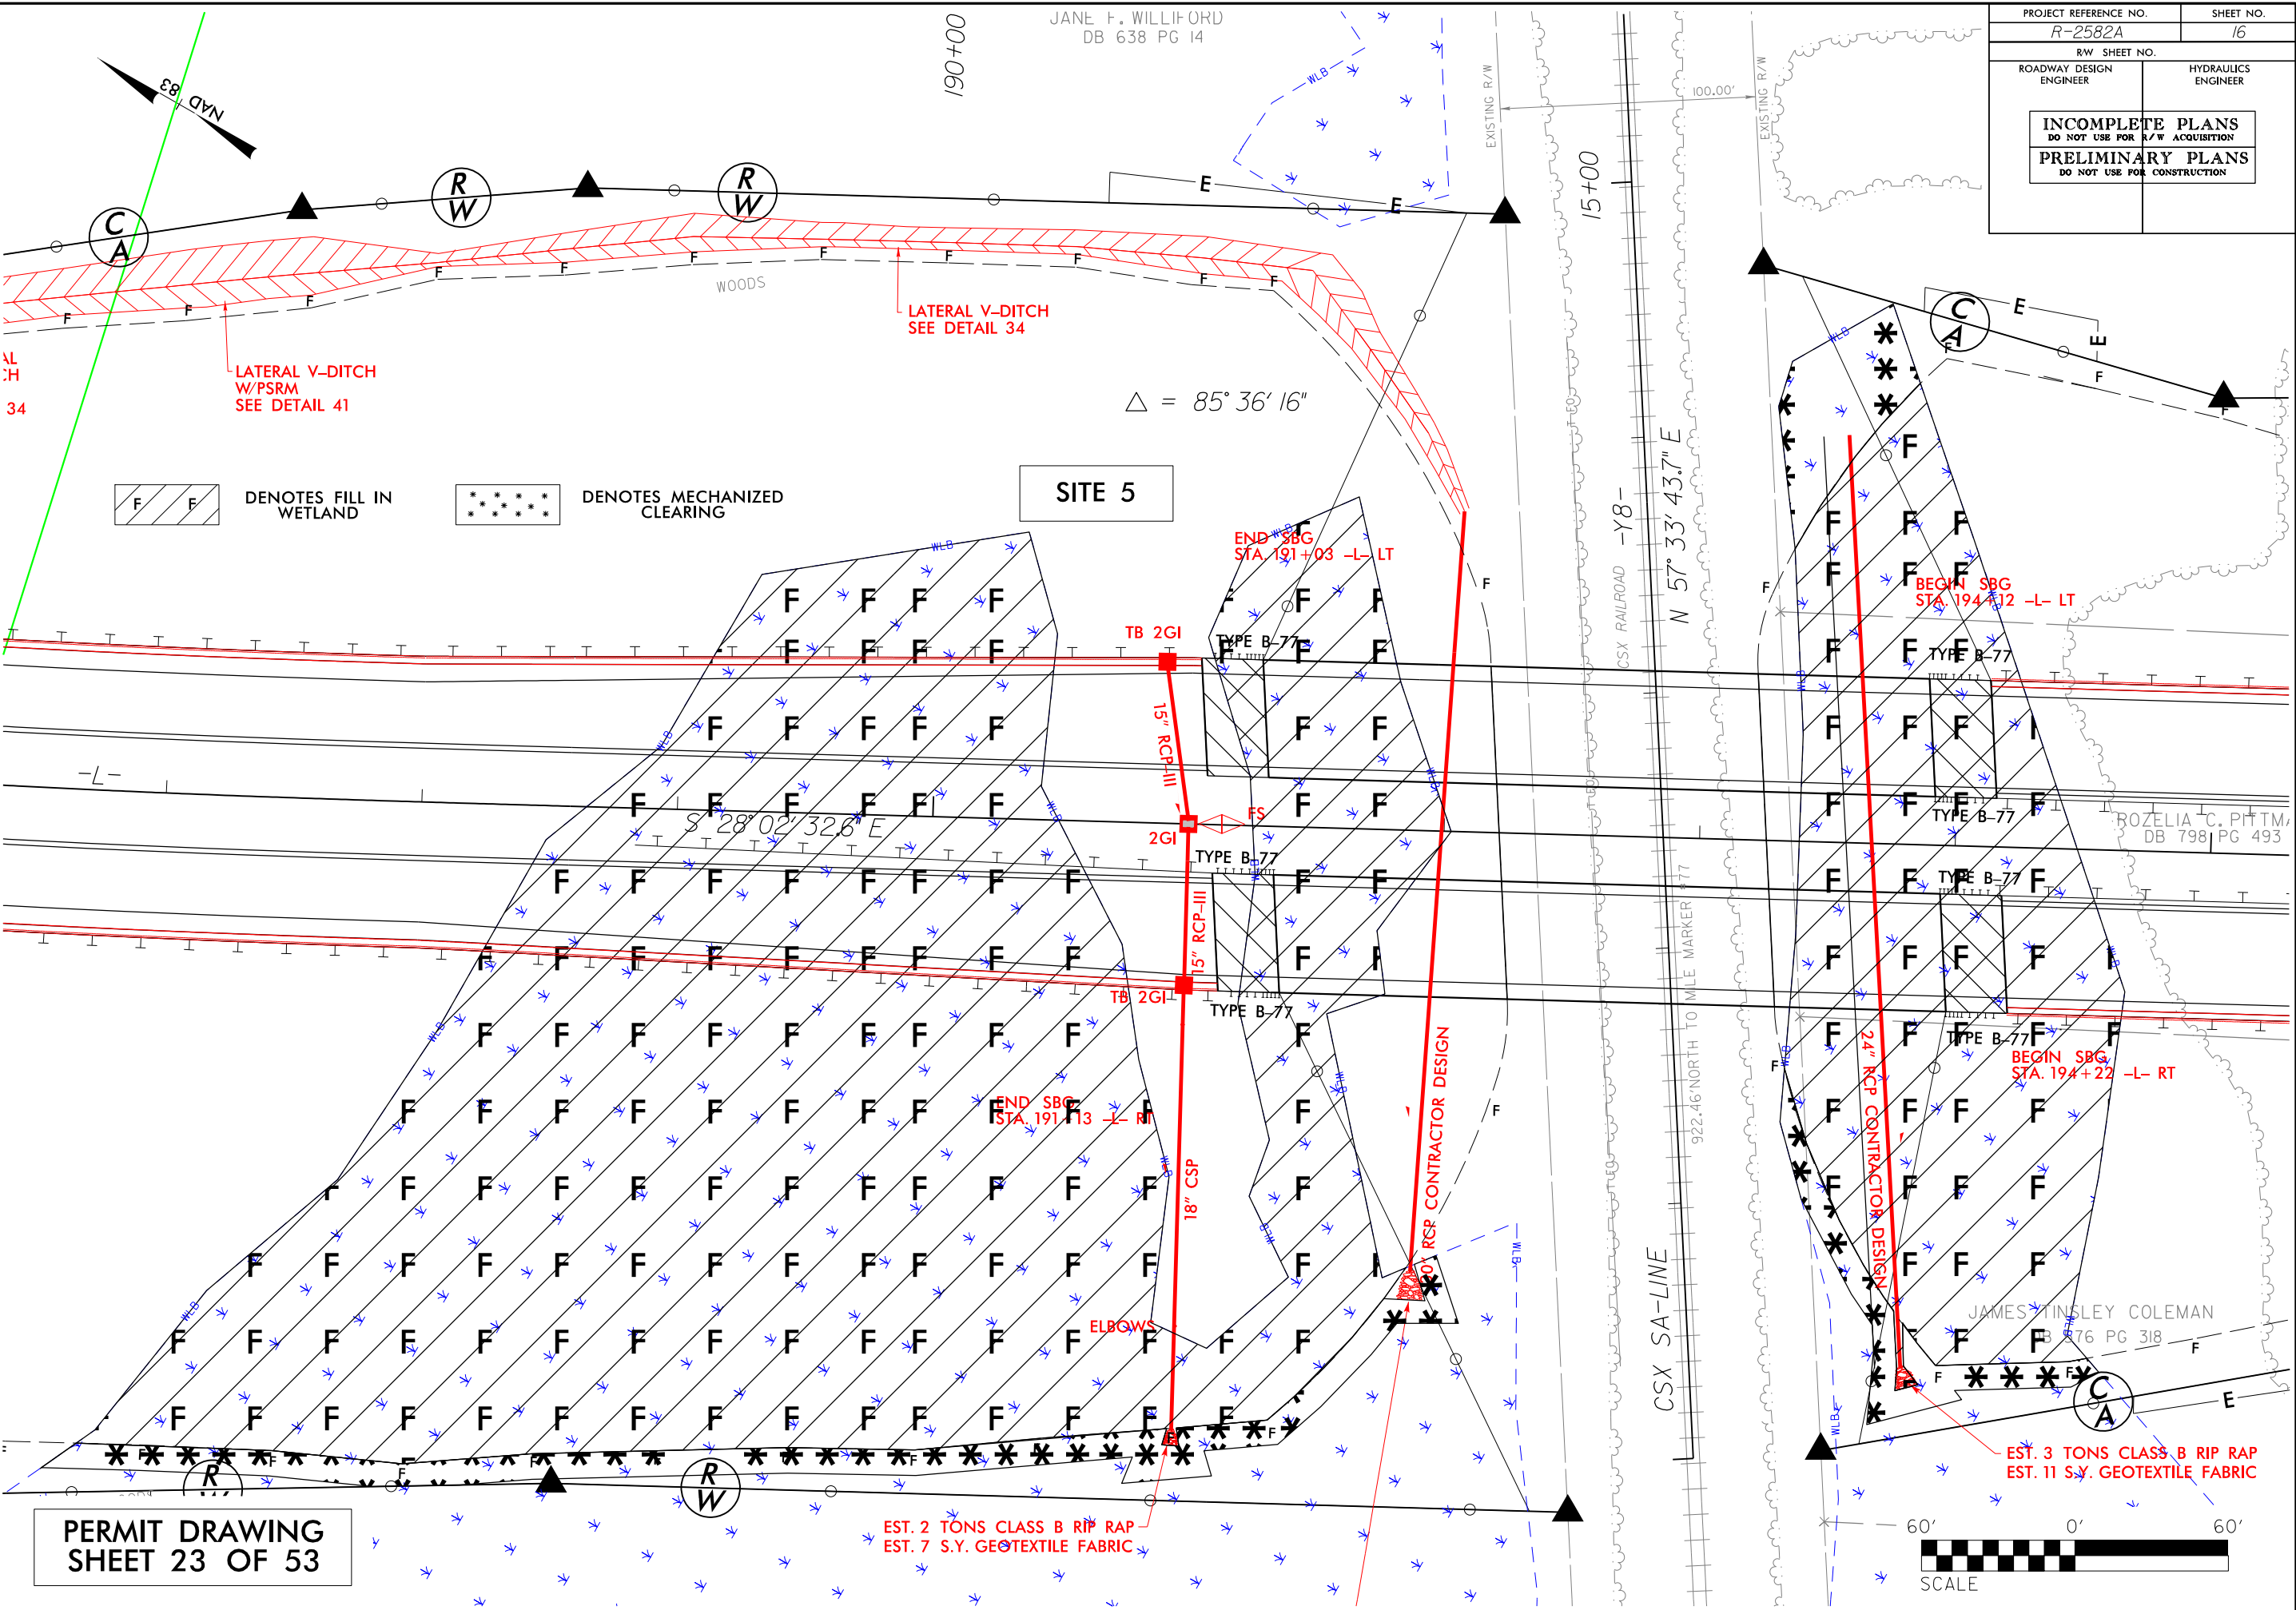 PROJECT REFERENCE NO.
SHEET NO.
R-2582A
16
RW SHEET NO.
ROADWAY DESIGN
ENGINEER
HYDRAULICS
ENGINEER
INCOMPLETE PLANS
DO NOT USE FOR R/W ACQUISITION
PRELIMINARY PLANS
DO NOT USE FOR CONSTRUCTION
JANE F. WILLIFORD
DB 638 PG 14
190+00
NAD 83
WLB
EXISTING R/W
100.00'
EXISTING R/W
15+00
C
A
R
W
R
W
E
E
C
A
E
E
WOODS
LATERAL V-DITCH
SEE DETAIL 34
LATERAL V-DITCH
W/PSRM
SEE DETAIL 41
34
△ = 85° 36' 16"
F F
DENOTES FILL IN
WETLAND
DENOTES MECHANIZED
CLEARING
SITE 5
END SBG
STA. 191+03 -L- LT
CSX RAILROAD -Y8-
N 57° 33' 43.7" E
BEGIN SBG
STA. 194+12 -L- LT
TB 2GI
TYPE B-77
TYPE B-77
15" RCP-III
-L-
S 28° 02' 32.6" E
2GI
FS
TYPE B-77
TYPE B-77
TYPE B-77
ROZELIA C. PITTM
DB 798 PG 493
15" RCP-III
TB 2GI
TYPE B-77
TYPE B-77
BEGIN SBG
STA. 194+22 -L- RT
END SBG
STA. 191+13 -L- RT
922.46'NORTH TO MILE MARKER #77
RCP CONTRACTOR DESIGN
24" RCP CONTRACTOR DESIGN
18" CSP
ELBOWS
CSX SA-LINE
JAMES TINSLEY COLEMAN
PG 318
C
A
E
R
W
R
W
EST. 3 TONS CLASS B RIP RAP
EST. 11 S.Y. GEOTEXTILE FABRIC
EST. 2 TONS CLASS B RIP RAP
EST. 7 S.Y. GEOTEXTILE FABRIC
PERMIT DRAWING
SHEET 23 OF 53
60' 0' 60'
SCALE